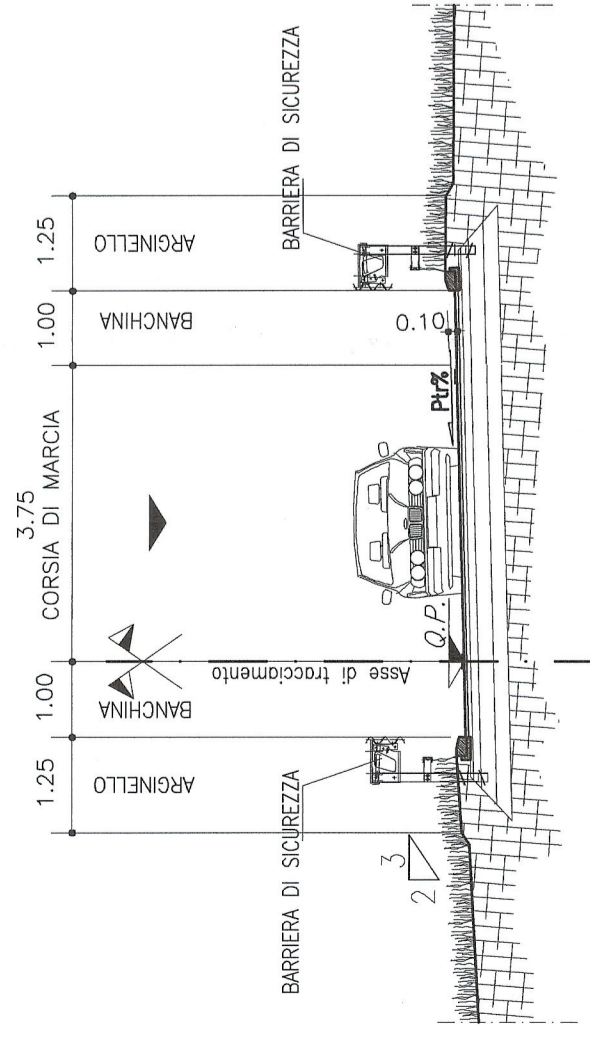 1.25
1.00
3.75
1.00
1.25
CORSIA DI MARCIA
ARGINELLO
BANCHINA
BANCHINA
ARGINELLO
Asse di tracciamento
BARRIERA DI SICUREZZA
BARRIERA DI SICUREZZA
Q.P.
Ptr%
0.10
3
2